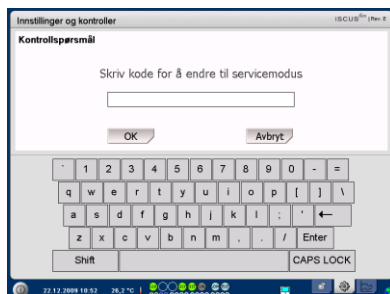 Innstillinger og kontroller
ISCUSflex | Rev. E
Kontrollspørsmål
Skriv kode for å endre til servicemodus
OK Avbryt
` 1 2 3 4 5 6 7 8 9 0 - =
q w e r t y u i o p [ ] \
a s d f g h j k l ; ' ←
z x c v b n m , . / Enter
Shift CAPS LOCK
22.12.2009 10:52 26,2 °C |